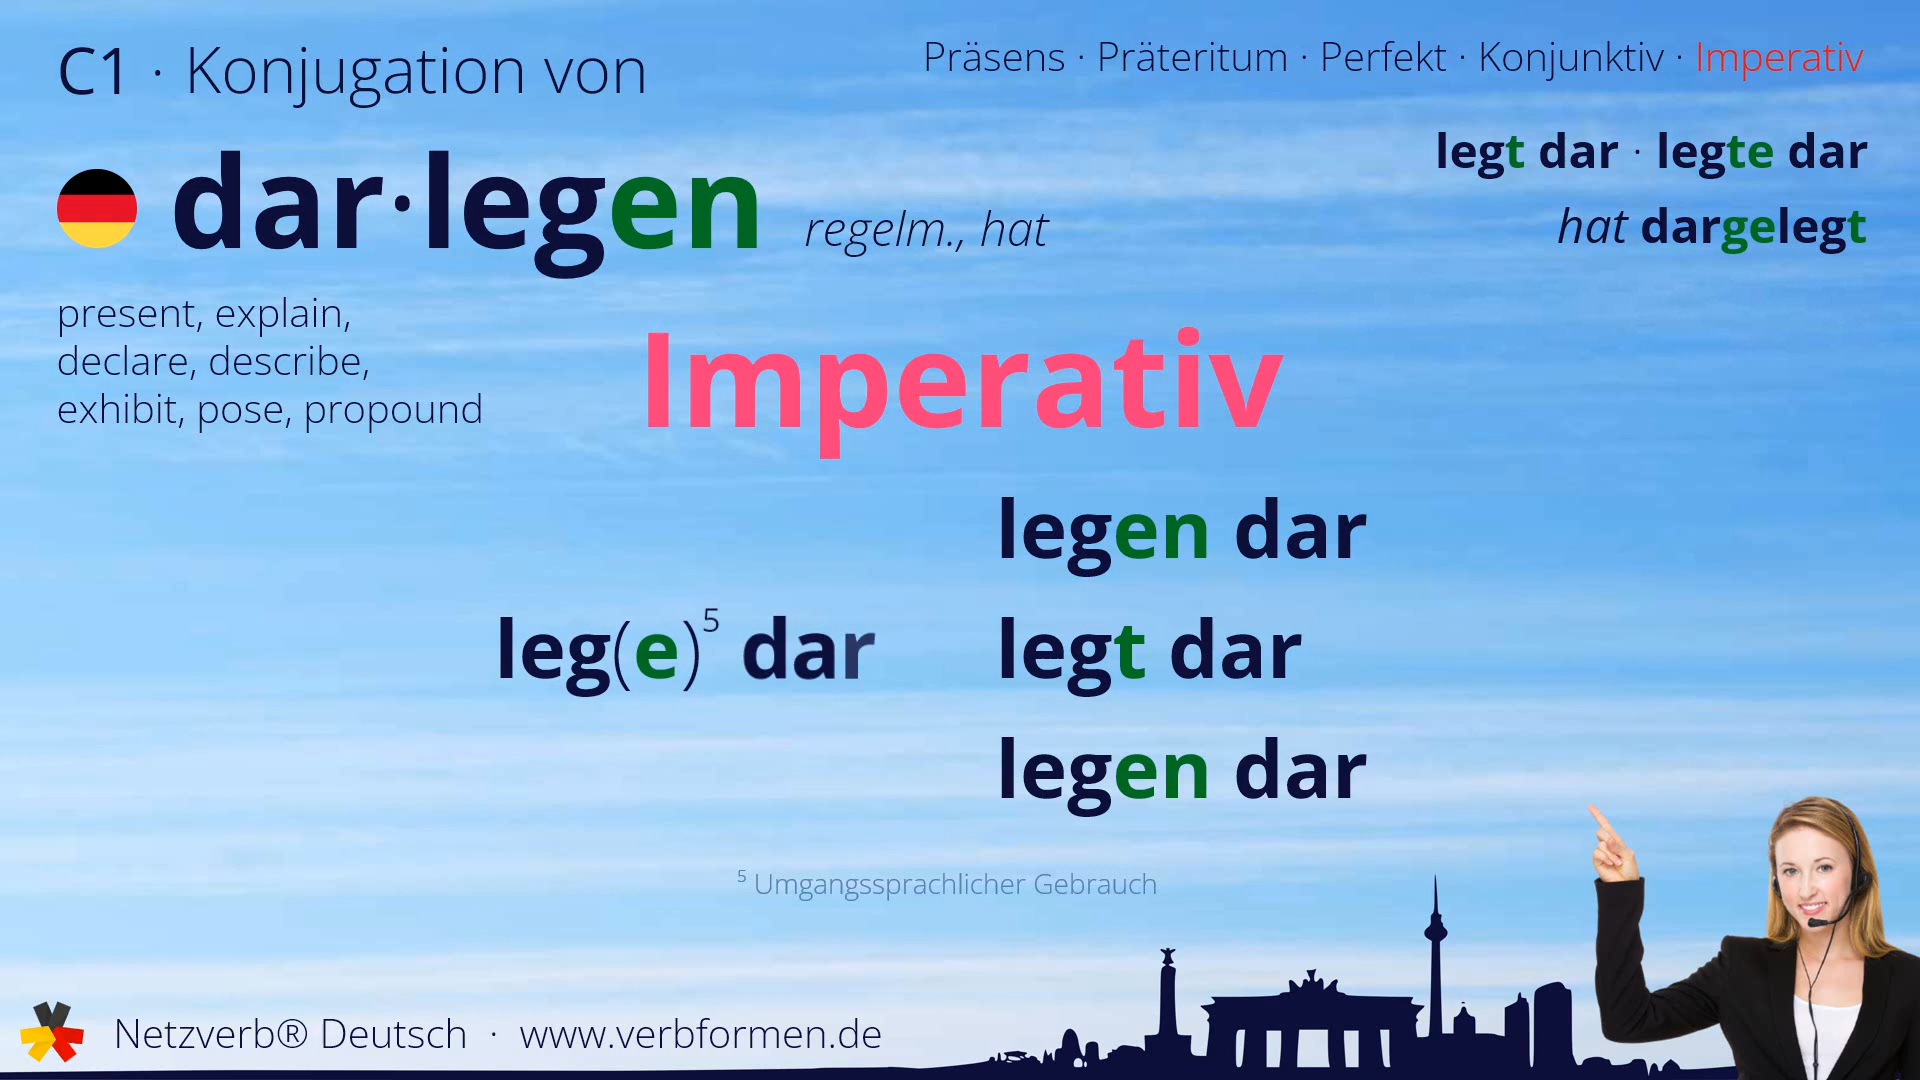 C1 · Konjugation von
Präsens · Präteritum · Perfekt · Konjunktiv · Imperativ
dar·legen regelm., hat
legt dar · legte dar
hat dargelegt
present, explain,
declare, describe,
exhibit, pose, propound
Imperativ
legen dar
leg(e)⁵ dar legt dar
legen dar
⁵ Umgangssprachlicher Gebrauch
Netzverb® Deutsch · www.verbformen.de